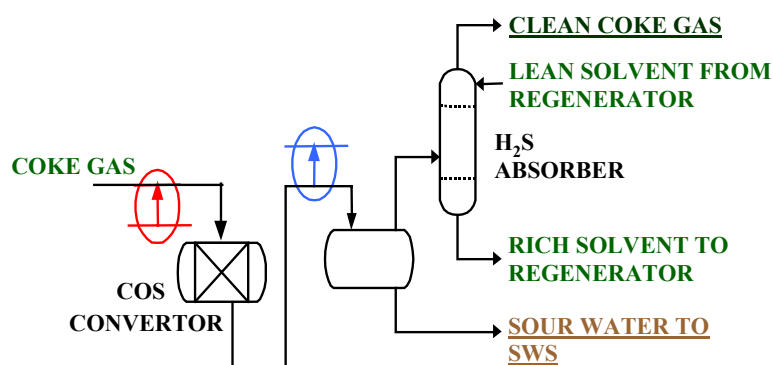 CLEAN COKE GAS
LEAN SOLVENT FROM
REGENERATOR
H₂S
ABSORBER
COKE GAS
RICH SOLVENT TO
REGENERATOR
COS
CONVERTOR
SOUR WATER TO
SWS